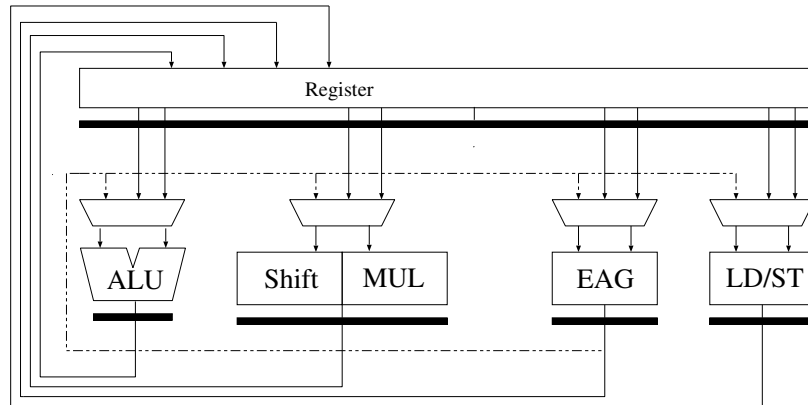 Register
ALU
Shift
MUL
EAG
LD/ST